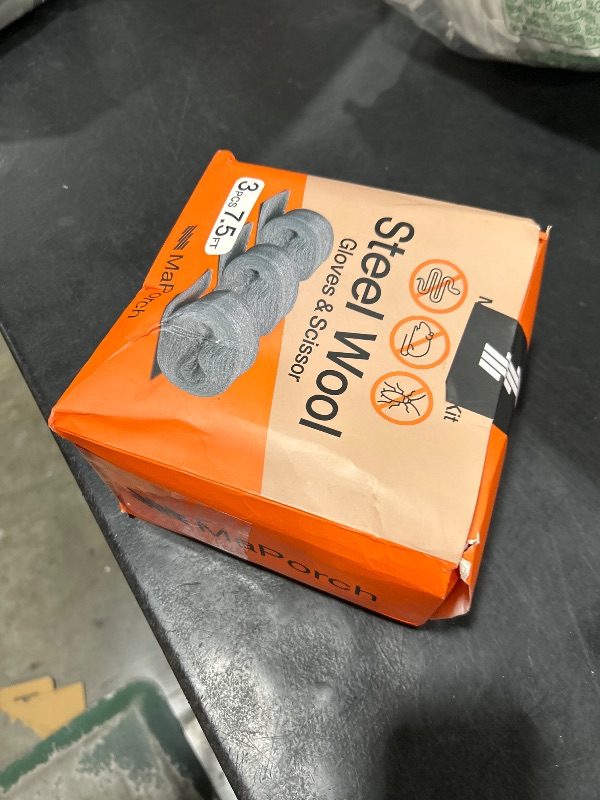 MaPorch
3 PCS 7.5 FT
Steel Wool
Gloves & Scissor
Kit
MaPorch